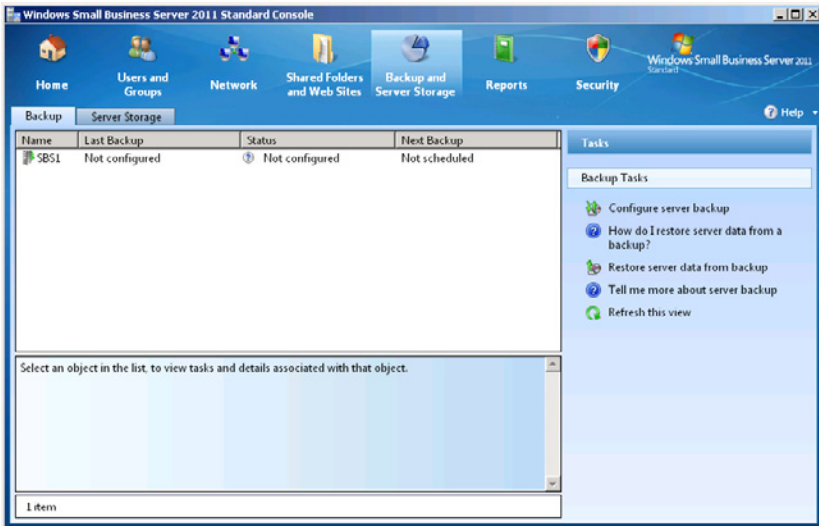 Windows Small Business Server 2011 Standard Console
Home
Users and
Groups
Network
Shared Folders
and Web Sites
Backup and
Server Storage
Reports
Security
Windows Small Business Server 2011
Standard
Backup
Server Storage
Help
Name Last Backup Status Next Backup
SBS1 Not configured Not configured Not scheduled
Select an object in the list, to view tasks and details associated with that object.
1 item
Tasks
Backup Tasks
Configure server backup
How do I restore server data from a
backup?
Restore server data from backup
Tell me more about server backup
Refresh this view